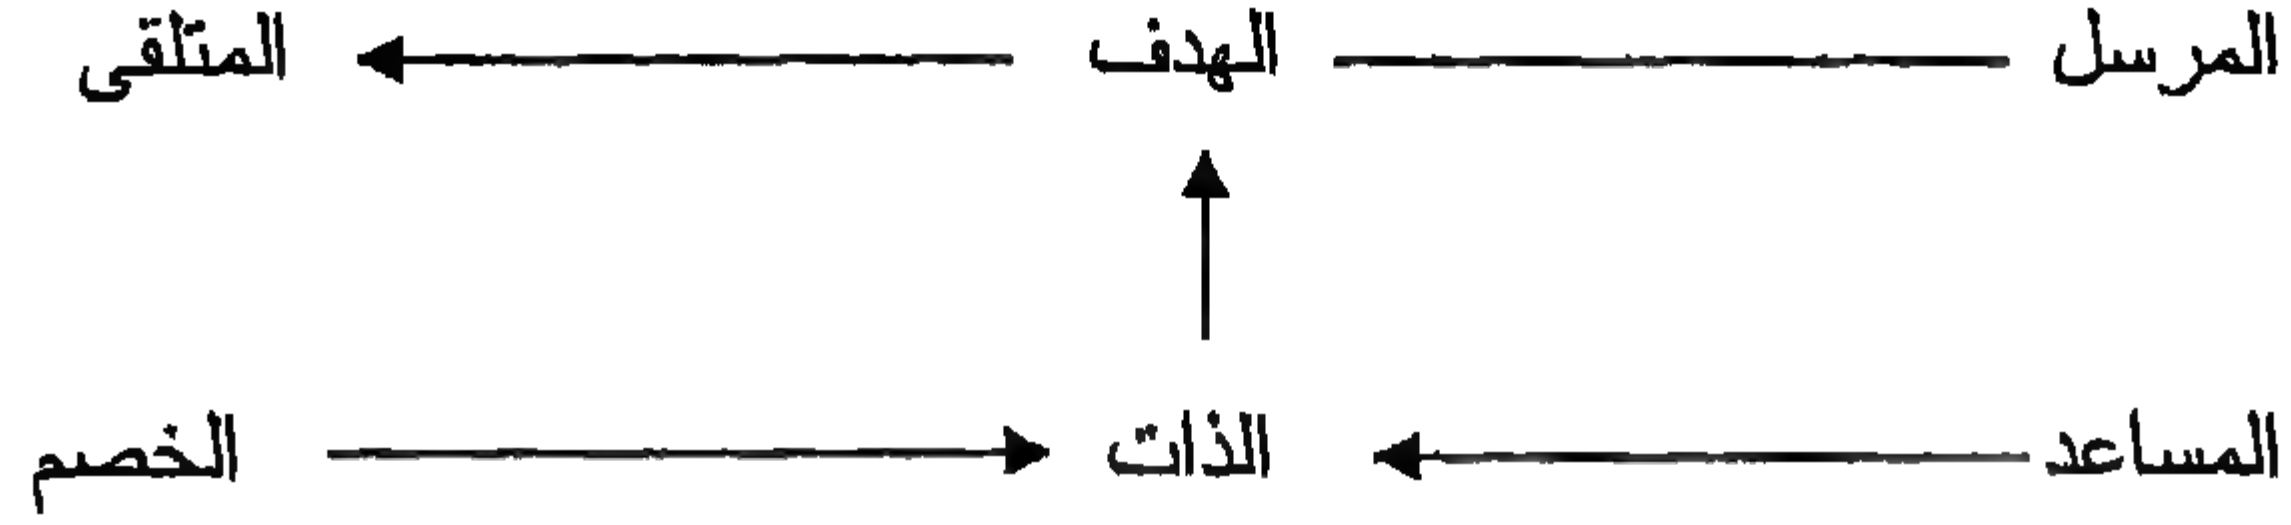 المرسل الهدف المتلقى
المساعد الذات الخصم